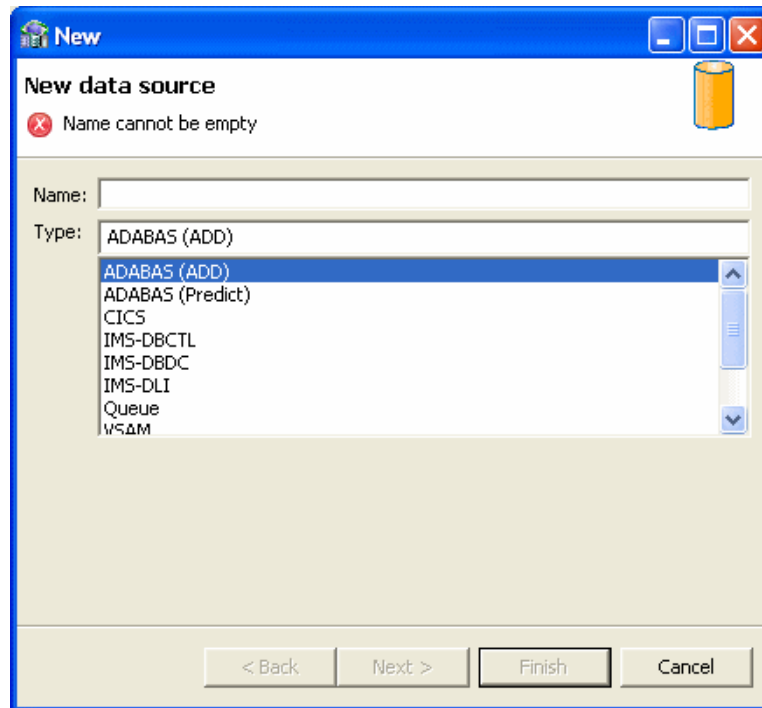 New
New data source
Name cannot be empty
Name:
Type: ADABAS (ADD)
ADABAS (ADD)
ADABAS (Predict)
CICS
IMS-DBCTL
IMS-DBDC
IMS-DLI
Queue
VSAM
< Back Next > Finish Cancel